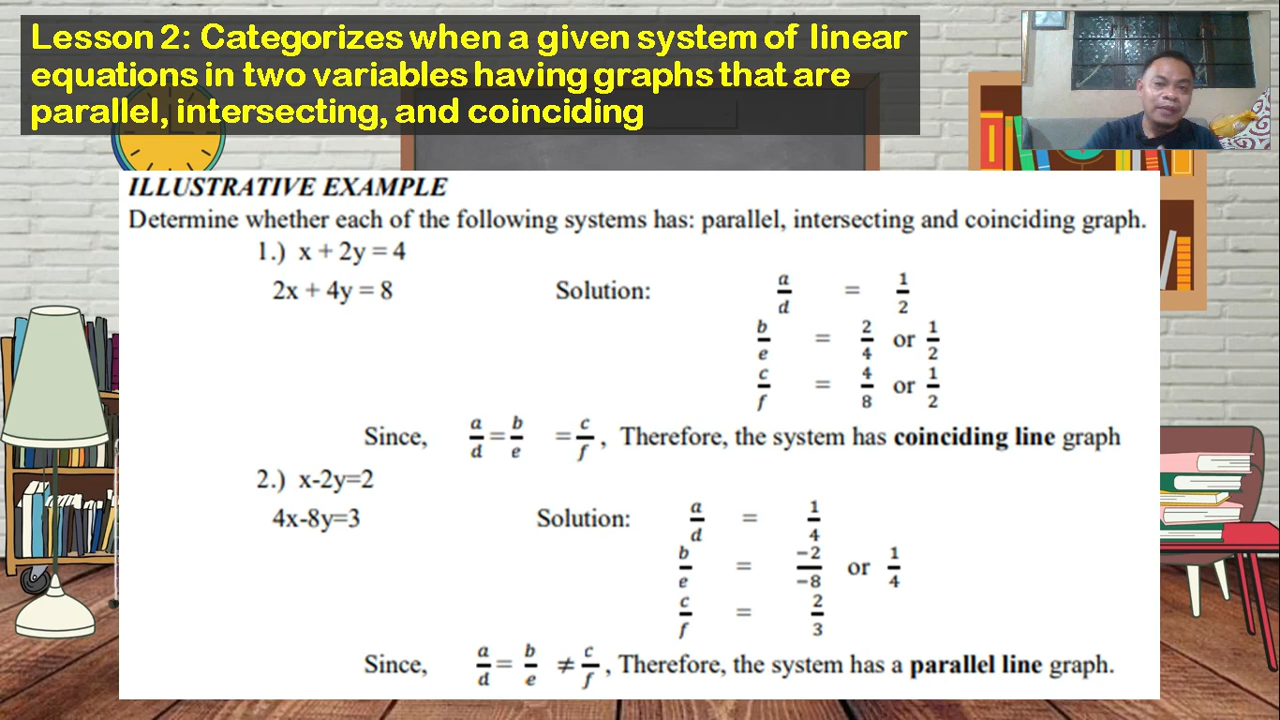 Lesson 2: Categorizes when a given system of linear
equations in two variables having graphs that are
parallel, intersecting, and coinciding
ILLUSTRATIVE EXAMPLE
Determine whether each of the following systems has: parallel, intersecting and coinciding graph.
1.) x + 2y = 4
2x + 4y = 8 Solution: a/d = 1/2
b/e = 2/4 or 1/2
c/f = 4/8 or 1/2
Since, a/d = b/e = c/f, Therefore, the system has coinciding line graph
2.) x-2y=2
4x-8y=3 Solution: a/d = 1/4
b/e = −2/−8 or 1/4
c/f = 2/3
Since, a/d = b/e ≠ c/f, Therefore, the system has a parallel line graph.